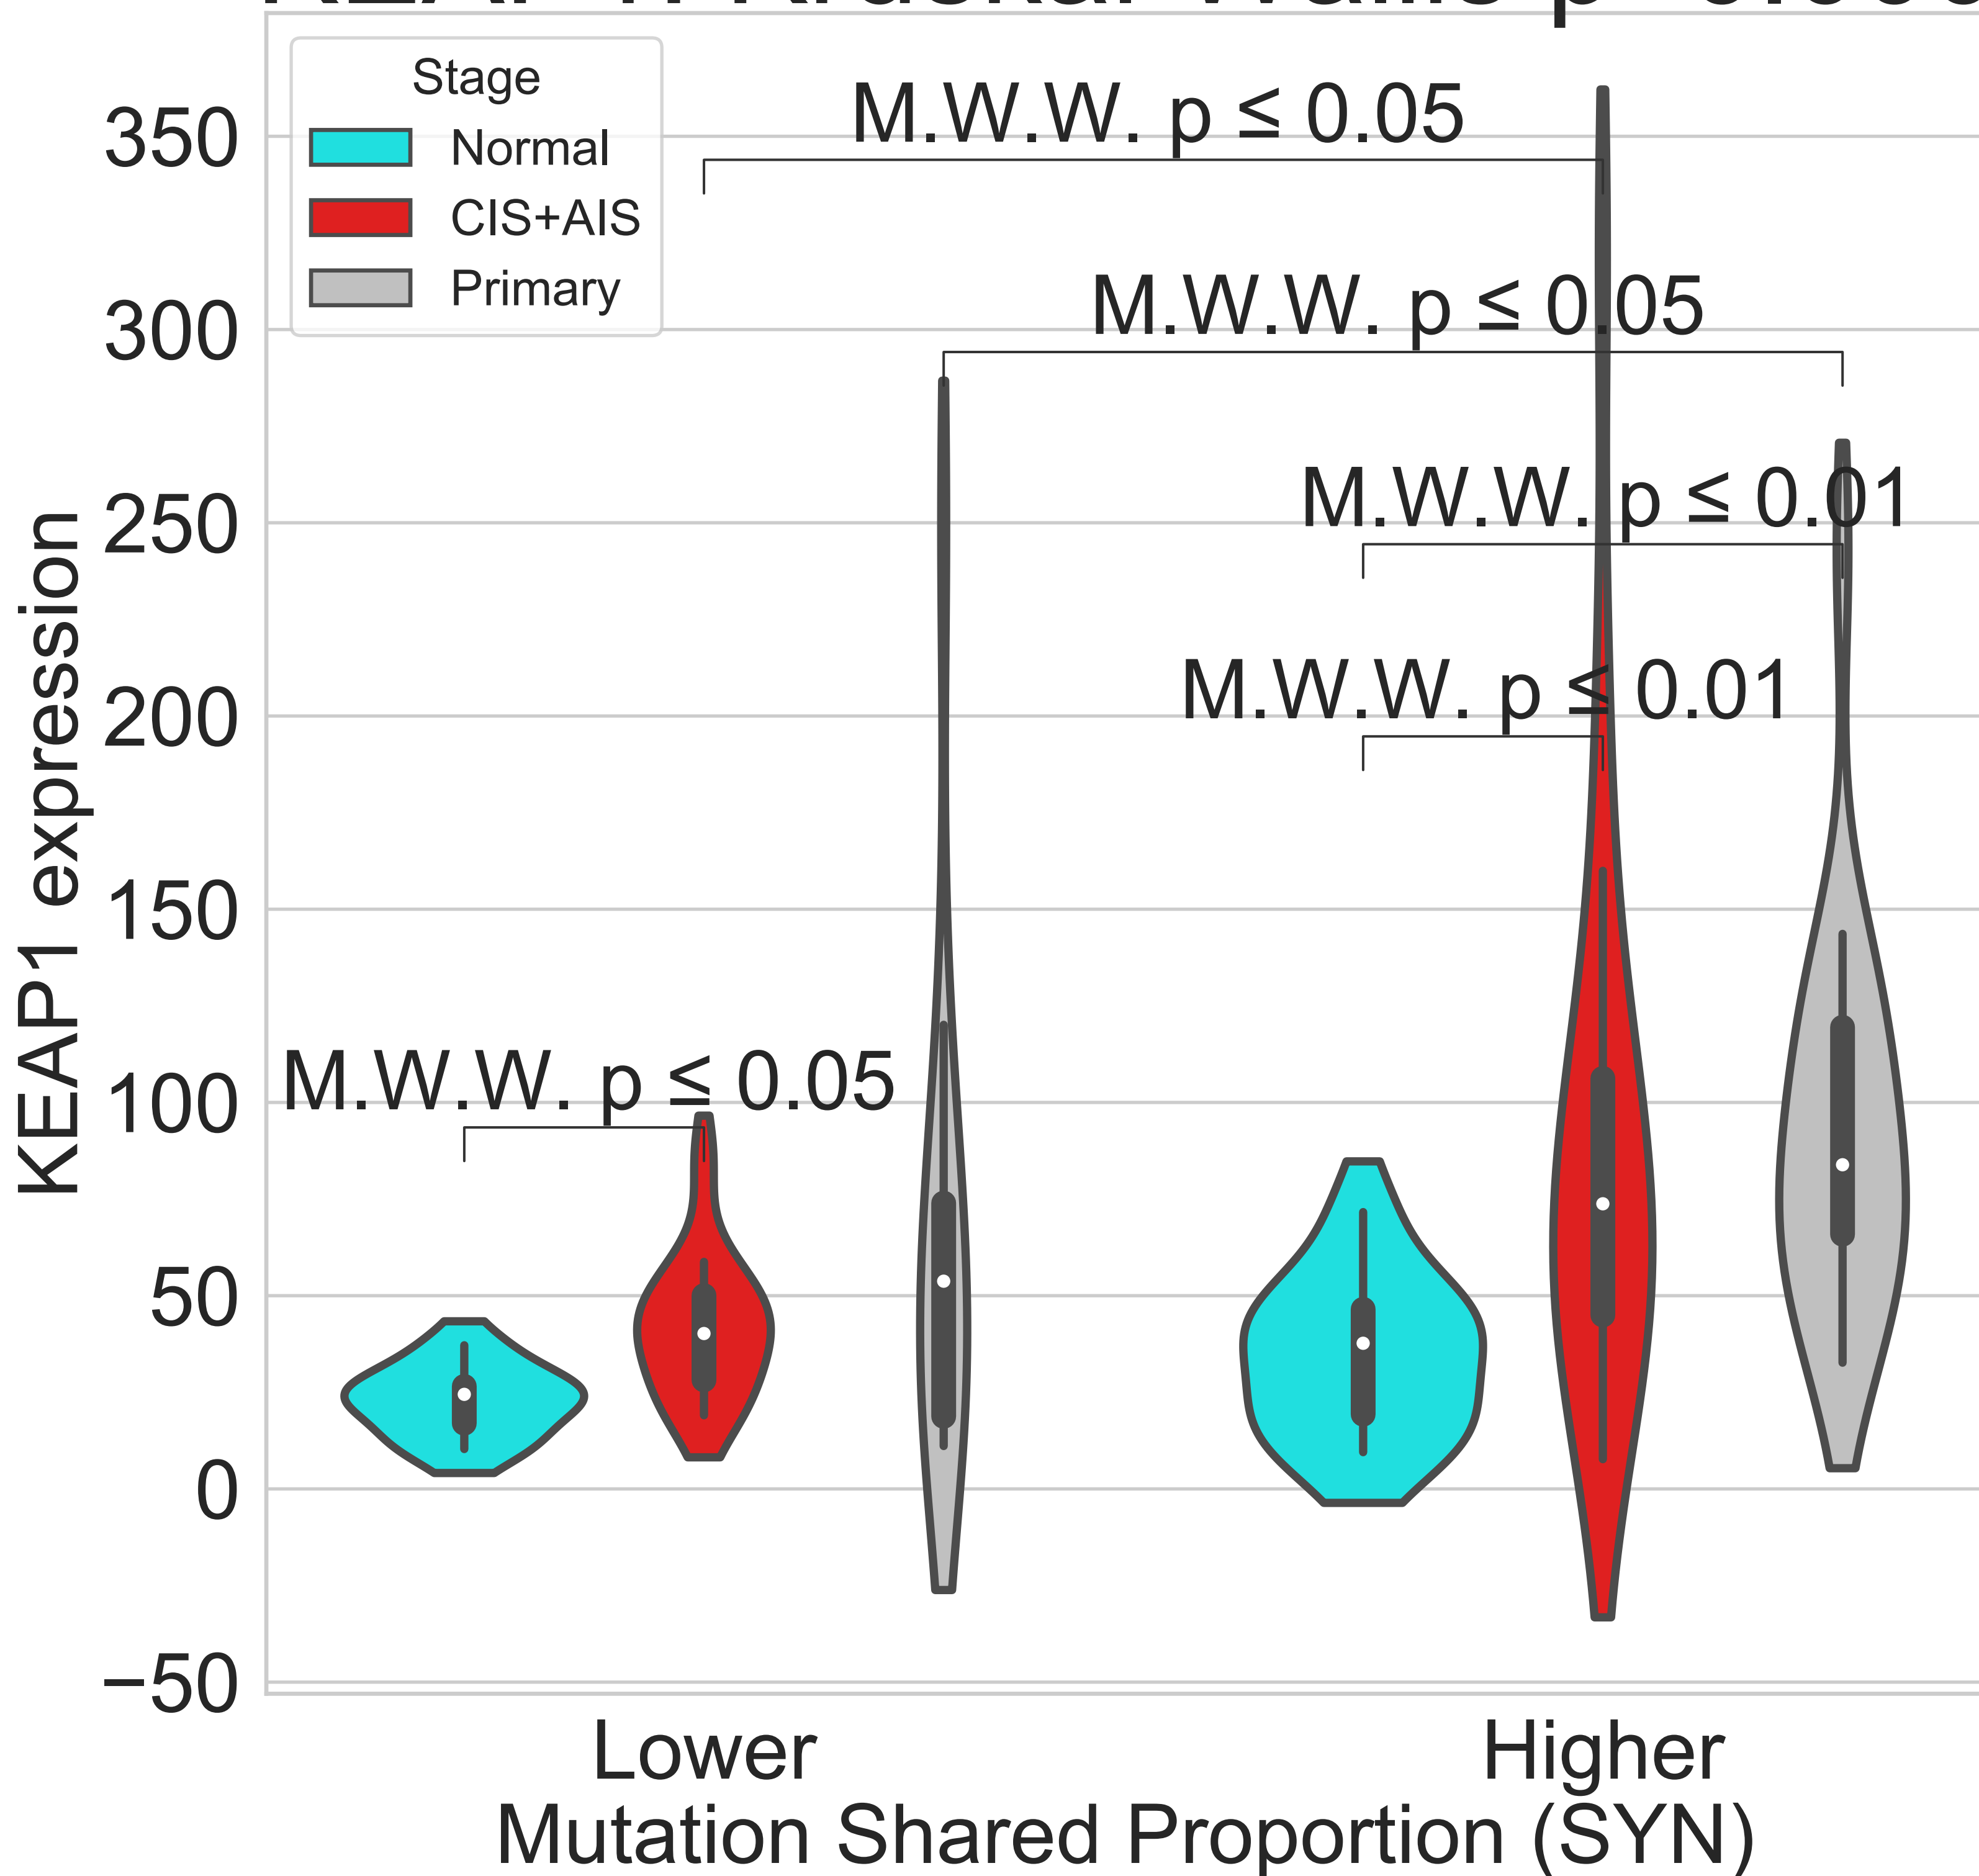 Stage
Normal
CIS+AIS
Primary
M.W.W. p ≤ 0.05
M.W.W. p ≤ 0.05
M.W.W. p ≤ 0.01
M.W.W. p ≤ 0.01
M.W.W. p ≤ 0.05
KEAP1 expression
350
300
250
200
150
100
50
0
−50
Lower
Higher
Mutation Shared Proportion (SYN)